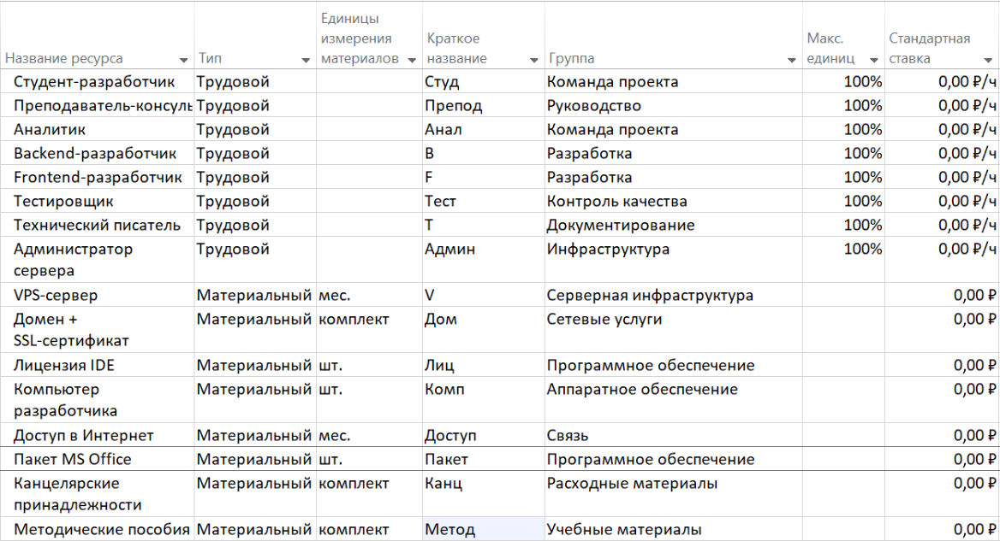 Название ресурса Тип Единицы измерения материалов Краткое название Группа Макс. единиц Стандартная ставка
Студент-разработчик Трудовой Студ Команда проекта 100% 0,00 ₽/ч
Преподаватель-консуль Трудовой Препод Руководство 100% 0,00 ₽/ч
Аналитик Трудовой Анал Команда проекта 100% 0,00 ₽/ч
Backend-разработчик Трудовой B Разработка 100% 0,00 ₽/ч
Frontend-разработчик Трудовой F Разработка 100% 0,00 ₽/ч
Тестировщик Трудовой Тест Контроль качества 100% 0,00 ₽/ч
Технический писатель Трудовой Т Документирование 100% 0,00 ₽/ч
Администратор сервера Трудовой Админ Инфраструктура 100% 0,00 ₽/ч
VPS-сервер Материальный мес. V Серверная инфраструктура 0,00 ₽
Домен + SSL-сертификат Материальный комплект Дом Сетевые услуги 0,00 ₽
Лицензия IDE Материальный шт. Лиц Программное обеспечение 0,00 ₽
Компьютер разработчика Материальный шт. Комп Аппаратное обеспечение 0,00 ₽
Доступ в Интернет Материальный мес. Доступ Связь 0,00 ₽
Пакет MS Office Материальный шт. Пакет Программное обеспечение 0,00 ₽
Канцелярские принадлежности Материальный комплект Канц Расходные материалы 0,00 ₽
Методические пособия Материальный комплект Метод Учебные материалы 0,00 ₽